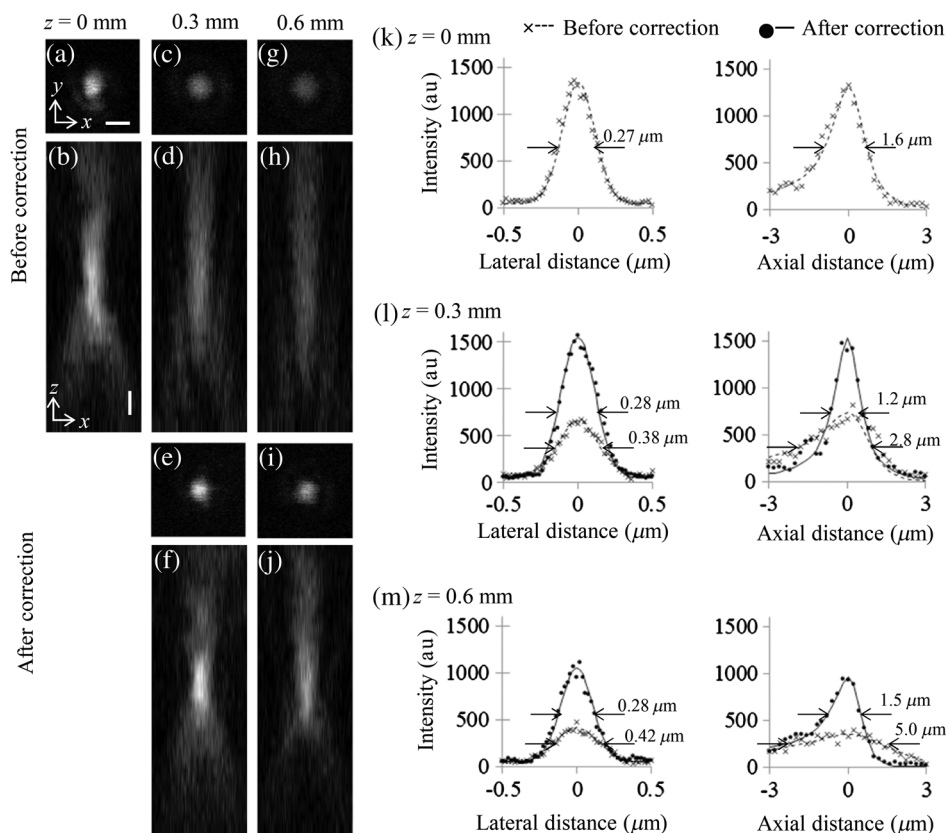 z = 0 mm 0.3 mm 0.6 mm
(a) (c) (g)
y
x
(b) (d) (h)
z
x
Before correction
(e) (i)
(f) (j)
After correction
×--- Before correction ●— After correction
(k) z = 0 mm
Intensity (au)
1500
1000
500
0
0.27 μm
-0.5 0 0.5
Lateral distance (μm)
1500
1000
500
0
1.6 μm
-3 0 3
Axial distance (μm)
(l) z = 0.3 mm
Intensity (au)
1500
1000
500
0
0.28 μm
0.38 μm
-0.5 0 0.5
Lateral distance (μm)
1500
1000
500
0
1.2 μm
2.8 μm
-3 0 3
Axial distance (μm)
(m) z = 0.6 mm
Intensity (au)
1500
1000
500
0
0.28 μm
0.42 μm
-0.5 0 0.5
Lateral distance (μm)
1500
1000
500
0
1.5 μm
5.0 μm
-3 0 3
Axial distance (μm)